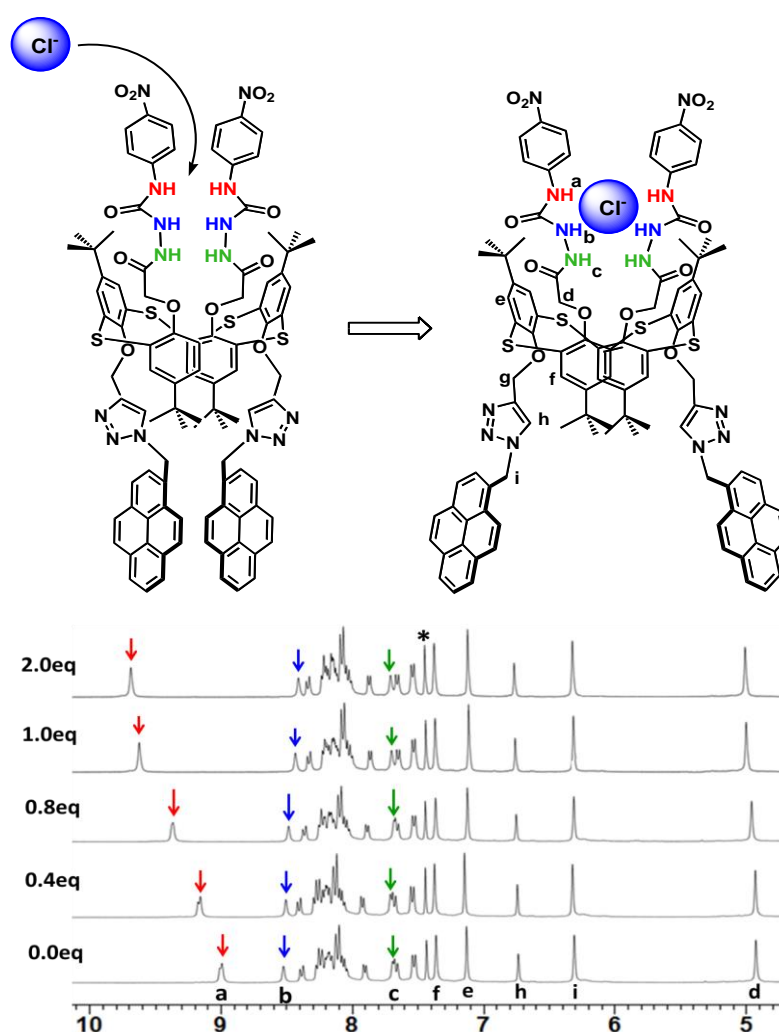 Cl-
O2N NO2
NH HN
O NH HN O
NH HN
O O
O O
S S
S O O S
N N
N N
N N
O2N NO2
NH a HN
Cl-
O NH b HN O
NH c HN
O O
e d O O
S S
S O O S
g f
N h N
N N
N N
i
2.0eq *
1.0eq
0.8eq
0.4eq
0.0eq
a b c f e h i d
10 9 8 7 6 5